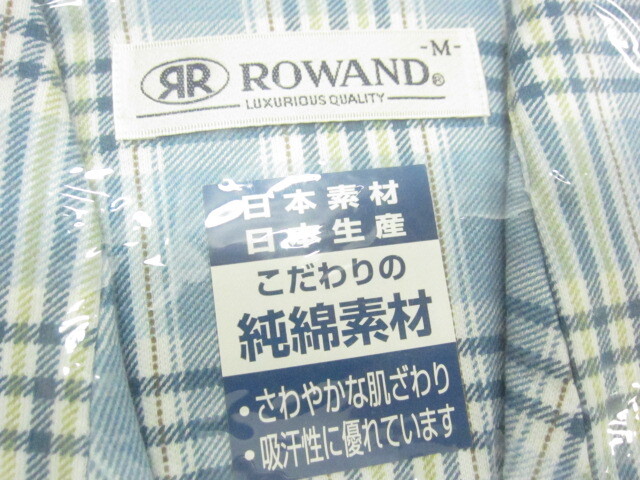 -M-
RR ROWAND®
LUXURIOUS QUALITY
日本素材
日本生産
こだわりの
純綿素材
・さわやかな肌ざわり
・吸汗性に優れています